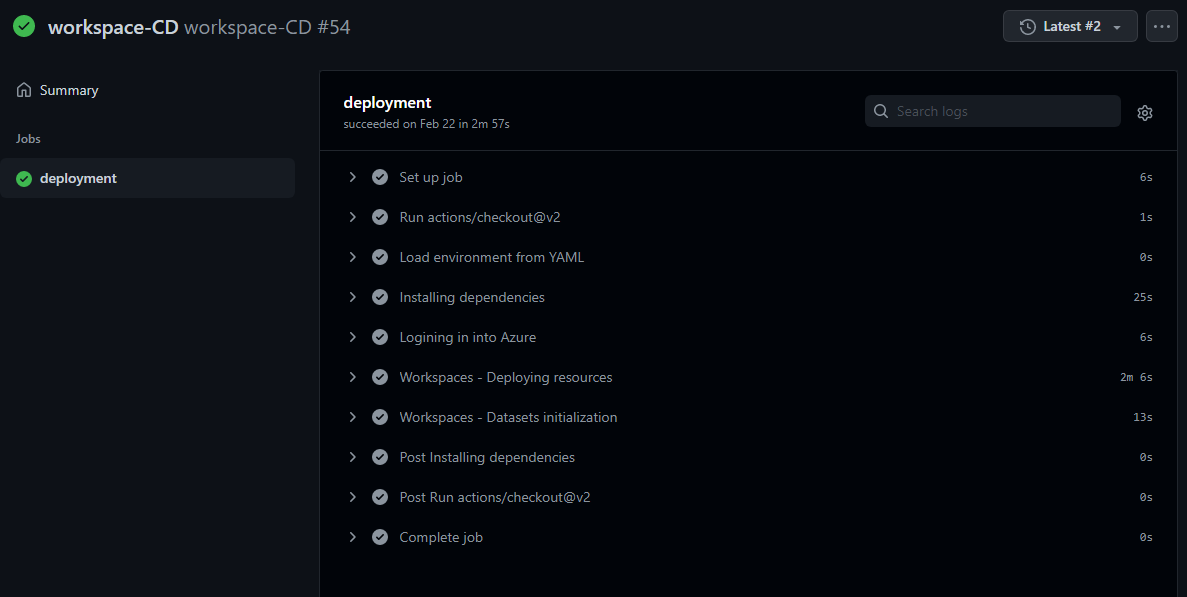 workspace-CD workspace-CD #54
Latest #2
Summary
Jobs
deployment
deployment
succeeded on Feb 22 in 2m 57s
Search logs
Set up job 6s
Run actions/checkout@v2 1s
Load environment from YAML 0s
Installing dependencies 25s
Logining in into Azure 6s
Workspaces - Deploying resources 2m 6s
Workspaces - Datasets initialization 13s
Post Installing dependencies 0s
Post Run actions/checkout@v2 0s
Complete job 0s